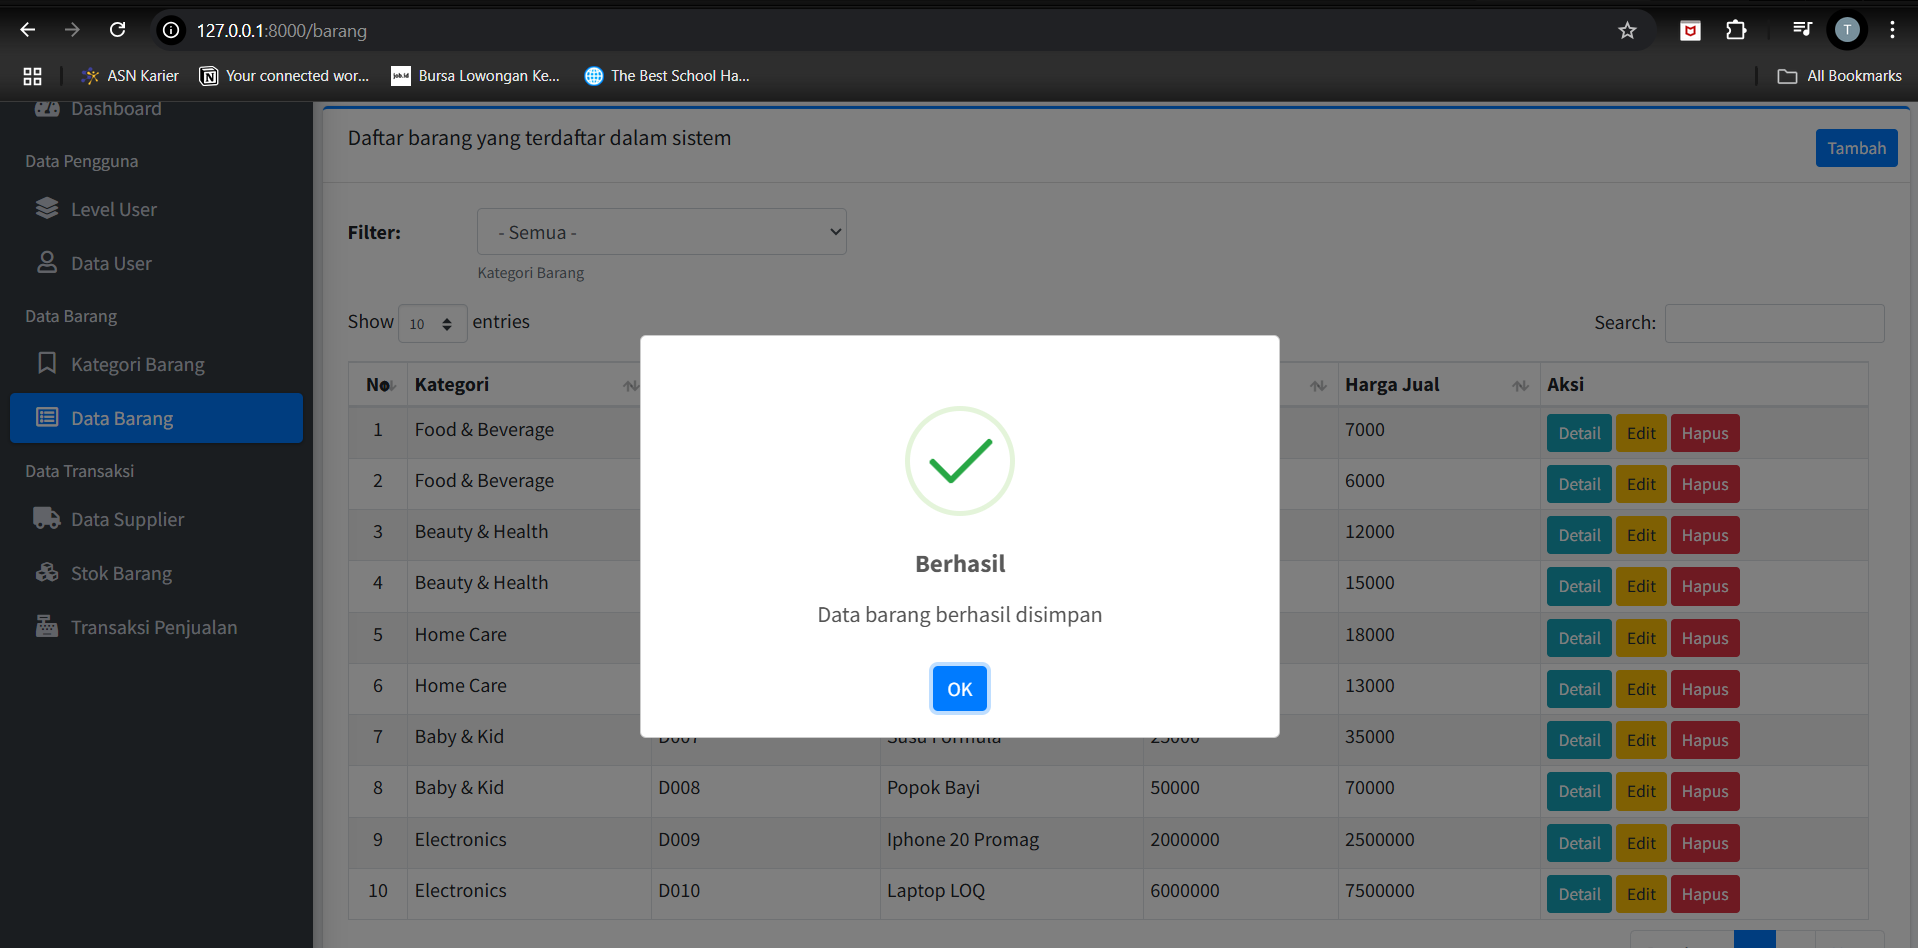 127.0.0.1:8000/barang
T
ASN Karier
Your connected wor...
Bursa Lowongan Ke...
The Best School Ha...
All Bookmarks
Dashboard
Data Pengguna
Level User
Data User
Data Barang
Kategori Barang
Data Barang
Data Transaksi
Data Supplier
Stok Barang
Transaksi Penjualan
Daftar barang yang terdaftar dalam sistem
Tambah
Filter: - Semua -
Kategori Barang
Show 10 entries
Search:
No Kategori Harga Jual Aksi
1 Food & Beverage 7000 Detail Edit Hapus
2 Food & Beverage 6000 Detail Edit Hapus
3 Beauty & Health 12000 Detail Edit Hapus
4 Beauty & Health 15000 Detail Edit Hapus
5 Home Care 18000 Detail Edit Hapus
6 Home Care 13000 Detail Edit Hapus
7 Baby & Kid D007 Susu Formula 25000 35000 Detail Edit Hapus
8 Baby & Kid D008 Popok Bayi 50000 70000 Detail Edit Hapus
9 Electronics D009 Iphone 20 Promag 2000000 2500000 Detail Edit Hapus
10 Electronics D010 Laptop LOQ 6000000 7500000 Detail Edit Hapus
Berhasil
Data barang berhasil disimpan
OK